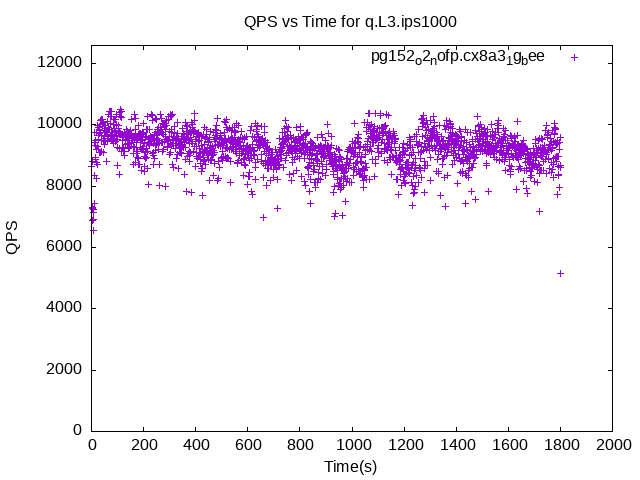 QPS vs Time for q.L3.ips1000
pg152o2nofp.cx8a31gbee
12000
10000
8000
6000
4000
2000
0
QPS
0 200 400 600 800 1000 1200 1400 1600 1800 2000
Time(s)